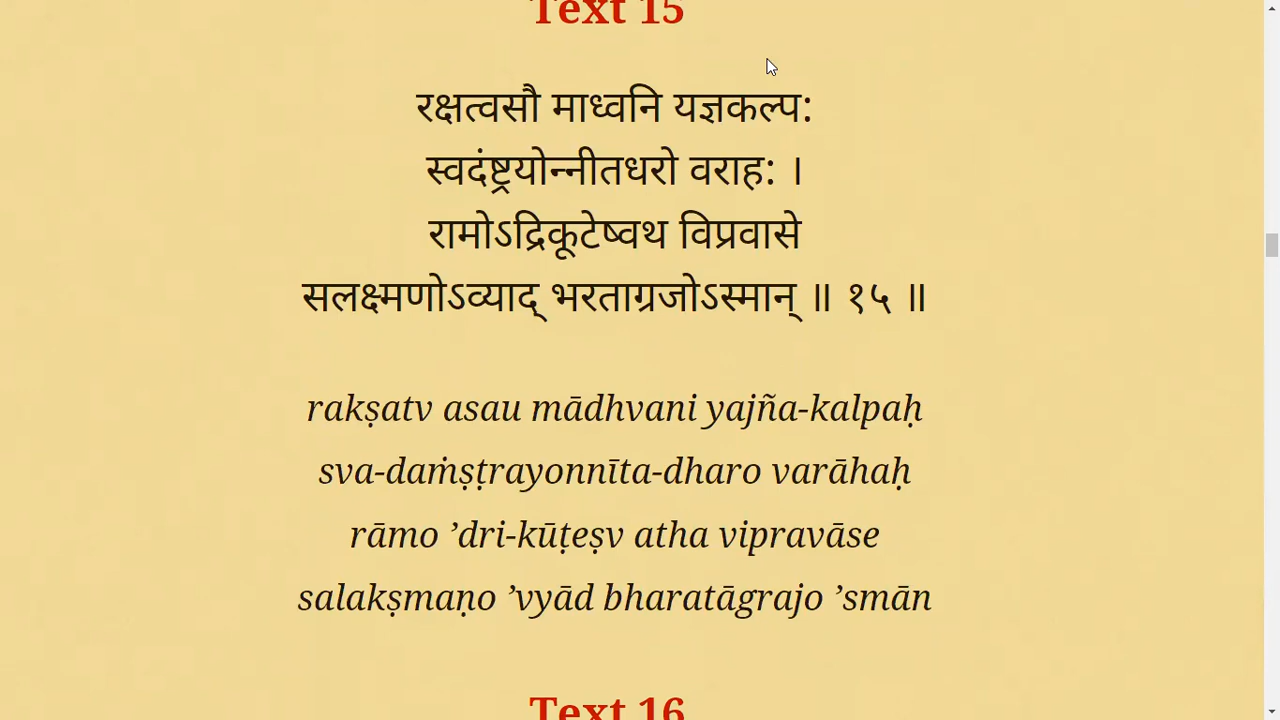 Text 15
रक्षत्वसौ माध्वनि यज्ञकल्प:
स्वदंष्ट्रयोन्नीतधरो वराह: ।
रामोऽद्रिकूटेष्वथ विप्रवासे
सलक्ष्मणोऽव्याद् भरताग्रजोऽस्मान् ॥ १५ ॥
rakṣatv asau mādhvani yajña-kalpaḥ
sva-daṁṣṭrayonnīta-dharo varāhaḥ
rāmo ’dri-kūṭeṣv atha vipravāse
salakṣmaṇo ’vyād bharatāgrajo ’smān
Text 16